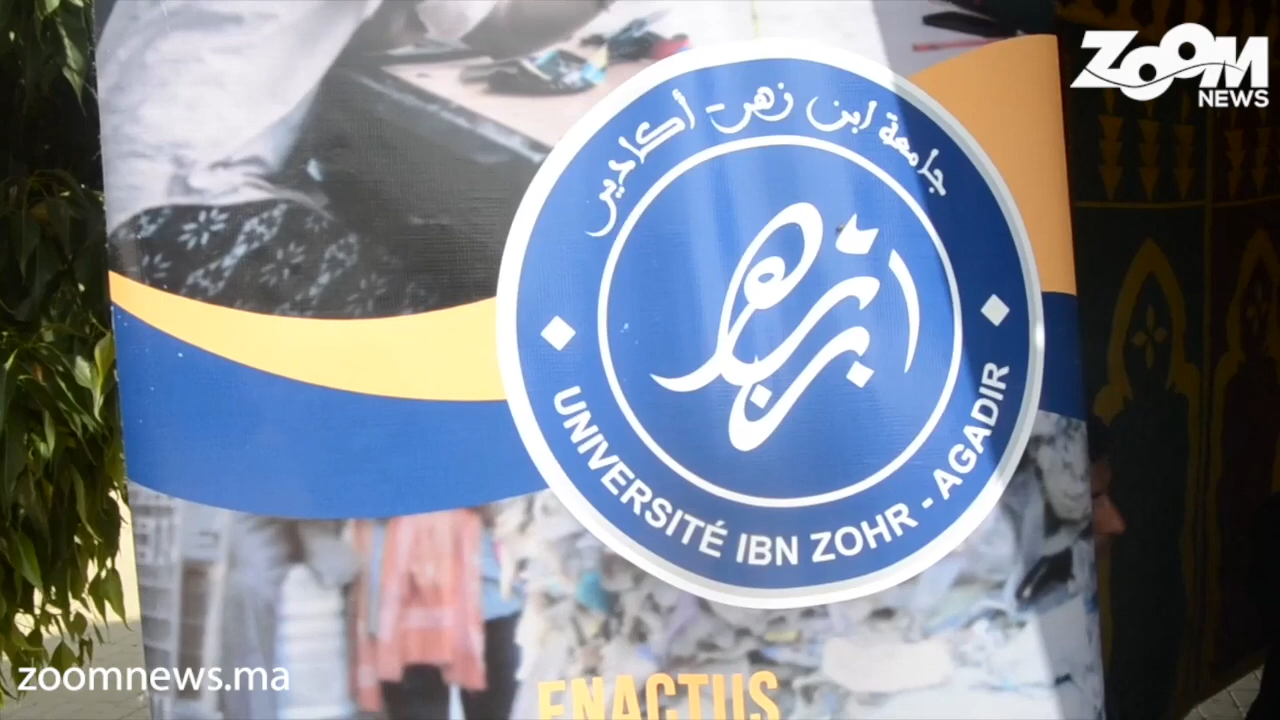 ZOOM
NEWS
جامعة ابن زهر أكادير
ابن زهر
UNIVERSITÉ IBN ZOHR - AGADIR
ENACTUS
zoomnews.ma